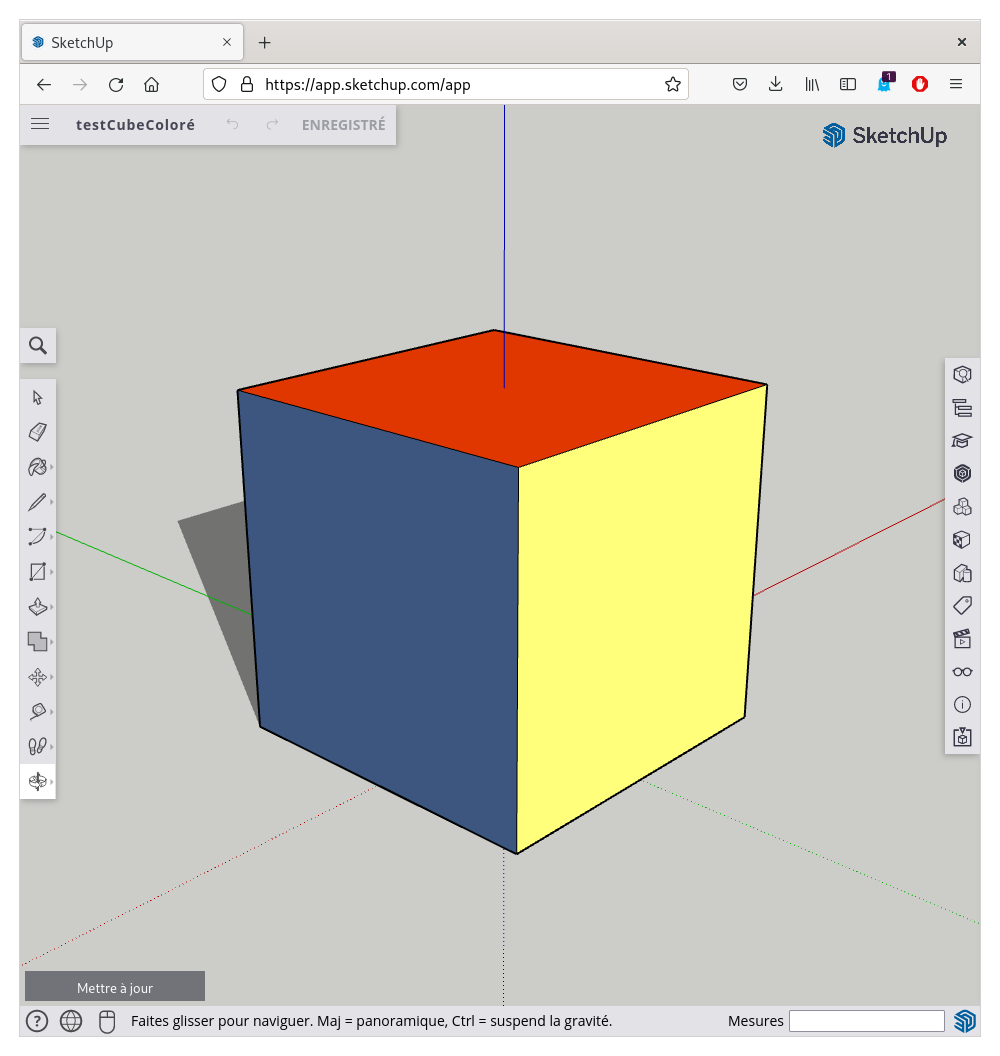 SketchUp
https://app.sketchup.com/app
1
testCubeColoré
ENREGISTRÉ
SketchUp
Mettre à jour
Faites glisser pour naviguer. Maj = panoramique, Ctrl = suspend la gravité.
Mesures